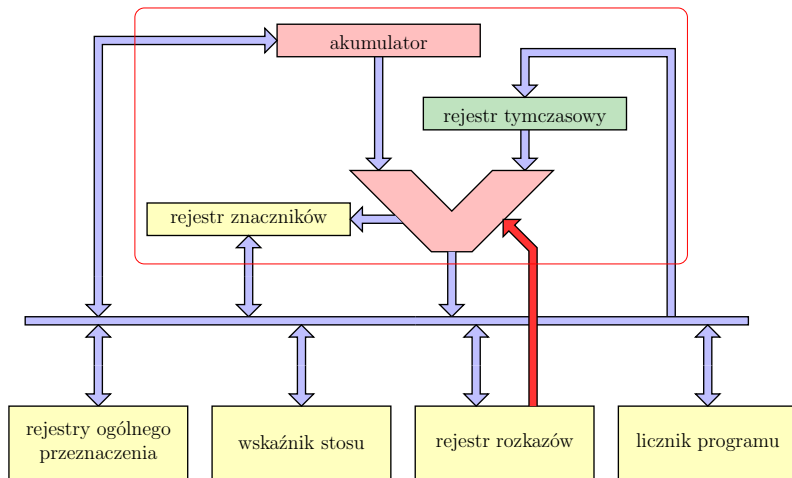 akumulator
rejestr tymczasowy
rejestr znaczników
rejestry ogólnego
przeznaczenia
wskaźnik stosu
rejestr rozkazów
licznik programu